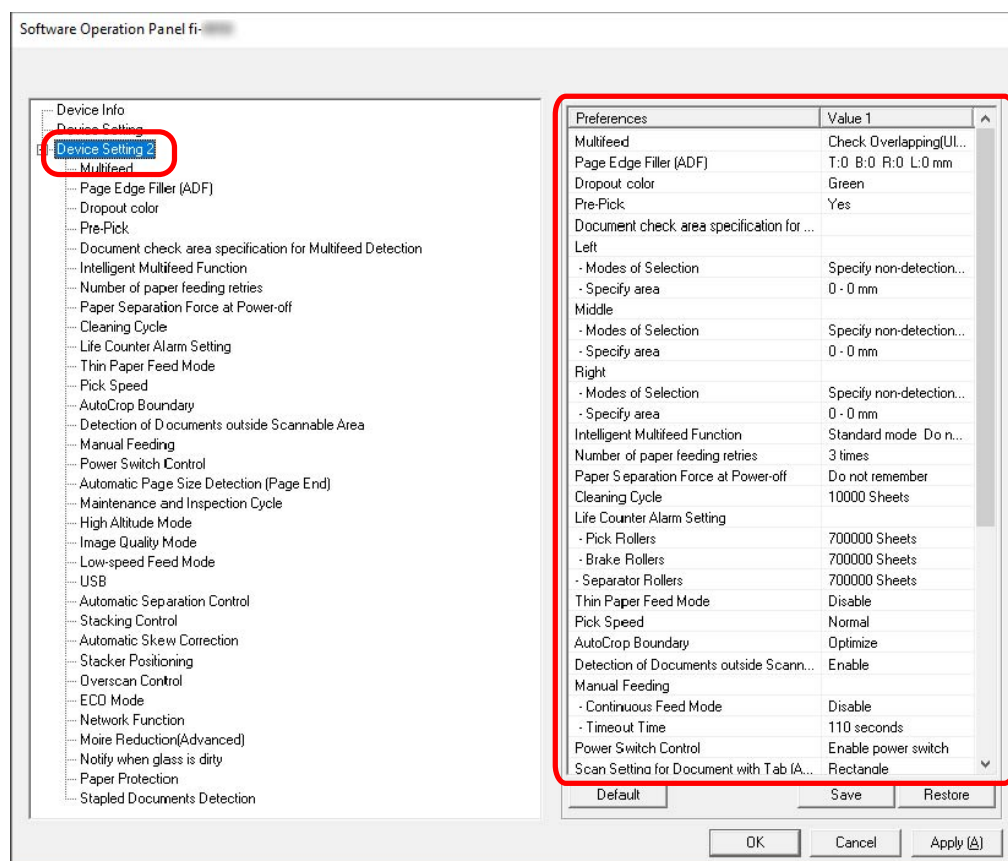 Software Operation Panel fi-
Device Info
Device Setting
Device Setting 2
Multifeed
Page Edge Filler (ADF)
Dropout color
Pre-Pick
Document check area specification for Multifeed Detection
Intelligent Multifeed Function
Number of paper feeding retries
Paper Separation Force at Power-off
Cleaning Cycle
Life Counter Alarm Setting
Thin Paper Feed Mode
Pick Speed
AutoCrop Boundary
Detection of Documents outside Scannable Area
Manual Feeding
Power Switch Control
Automatic Page Size Detection (Page End)
Maintenance and Inspection Cycle
High Altitude Mode
Image Quality Mode
Low-speed Feed Mode
USB
Automatic Separation Control
Stacking Control
Automatic Skew Correction
Stacker Positioning
Overscan Control
ECO Mode
Network Function
Moire Reduction(Advanced)
Notify when glass is dirty
Paper Protection
Stapled Documents Detection
Preferences Value 1
Multifeed Check Overlapping(Ul...
Page Edge Filler (ADF) T:0 B:0 R:0 L:0 mm
Dropout color Green
Pre-Pick Yes
Document check area specification for ...
Left
- Modes of Selection Specify non-detection...
- Specify area 0 - 0 mm
Middle
- Modes of Selection Specify non-detection...
- Specify area 0 - 0 mm
Right
- Modes of Selection Specify non-detection...
- Specify area 0 - 0 mm
Intelligent Multifeed Function Standard mode Do n...
Number of paper feeding retries 3 times
Paper Separation Force at Power-off Do not remember
Cleaning Cycle 10000 Sheets
Life Counter Alarm Setting
- Pick Rollers 700000 Sheets
- Brake Rollers 700000 Sheets
- Separator Rollers 700000 Sheets
Thin Paper Feed Mode Disable
Pick Speed Normal
AutoCrop Boundary Optimize
Detection of Documents outside Scann... Enable
Manual Feeding
- Continuous Feed Mode Disable
- Timeout Time 110 seconds
Power Switch Control Enable power switch
Scan Setting for Document with Tab (A... Rectangle
Default Save Restore
OK Cancel Apply (A)